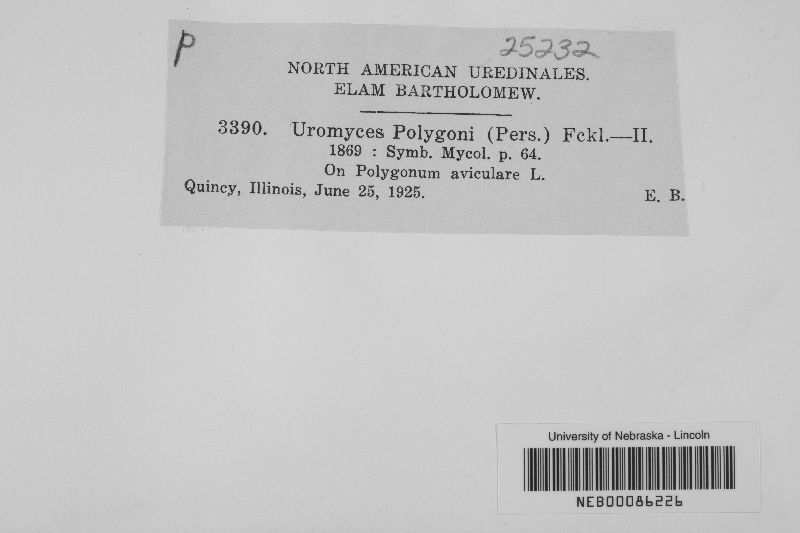 P
25232
NORTH AMERICAN UREDINALES.
ELAM BARTHOLOMEW.
3390. Uromyces Polygoni (Pers.) Fckl.—II.
1869 : Symb. Mycol. p. 64.
On Polygonum aviculare L.
Quincy, Illinois, June 25, 1925. E. B.
University of Nebraska - Lincoln
NEB00086226